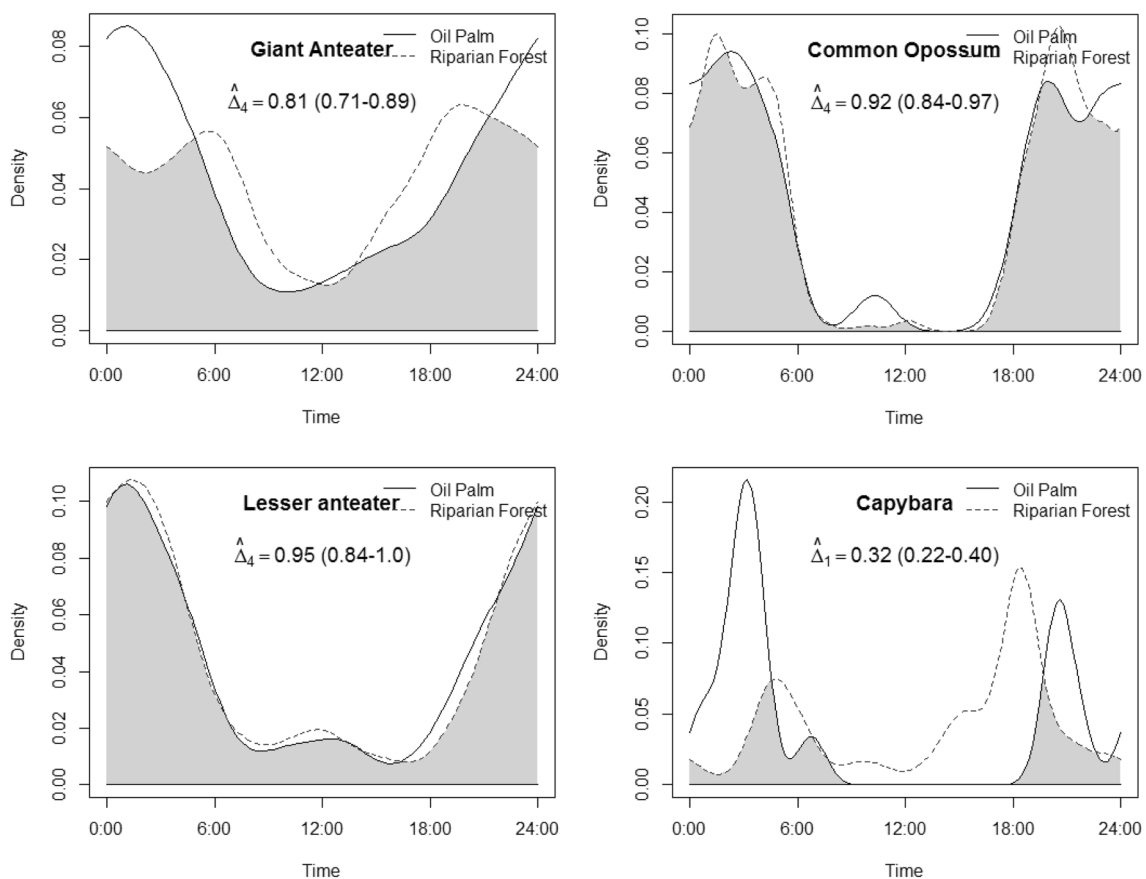 Giant Anteater
Oil Palm
Riparian Forest
Δ̂₄ = 0.81 (0.71-0.89)
Density
0.00 0.02 0.04 0.06 0.08
0:00 6:00 12:00 18:00 24:00
Time
Common Opossum
Oil Palm
Riparian Forest
Δ̂₄ = 0.92 (0.84-0.97)
Density
0.00 0.02 0.04 0.06 0.08 0.10
0:00 6:00 12:00 18:00 24:00
Time
Lesser anteater
Oil Palm
Riparian Forest
Δ̂₄ = 0.95 (0.84-1.0)
Density
0.00 0.02 0.04 0.06 0.08 0.10
0:00 6:00 12:00 18:00 24:00
Time
Capybara
Oil Palm
Riparian Forest
Δ̂₁ = 0.32 (0.22-0.40)
Density
0.00 0.05 0.10 0.15 0.20
0:00 6:00 12:00 18:00 24:00
Time